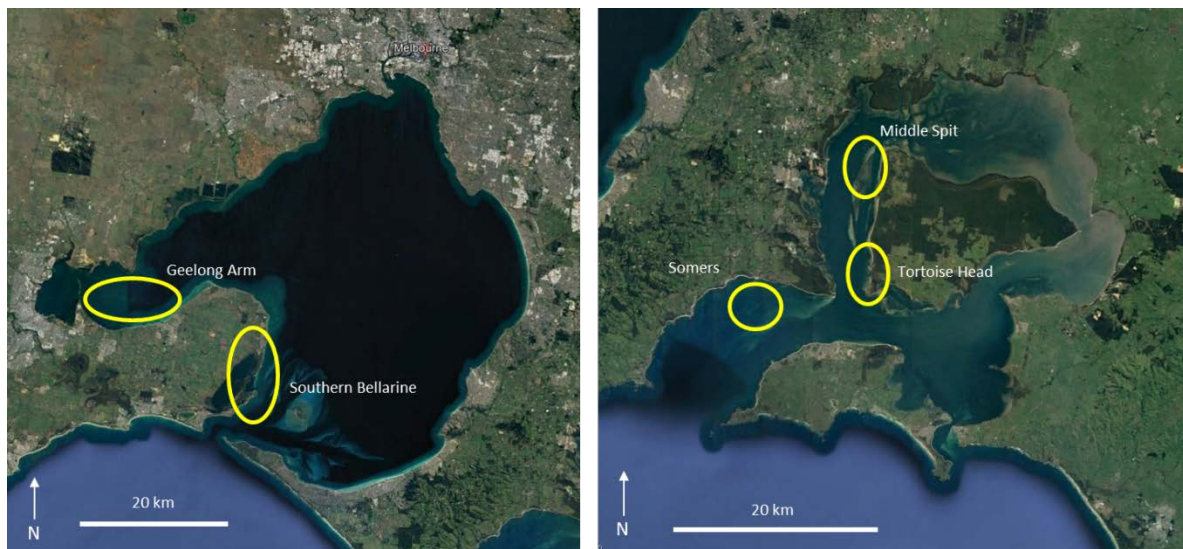 Melbourne
Geelong Arm
Southern Bellarine
20 km
N
Middle Spit
Somers
Tortoise Head
20 km
N